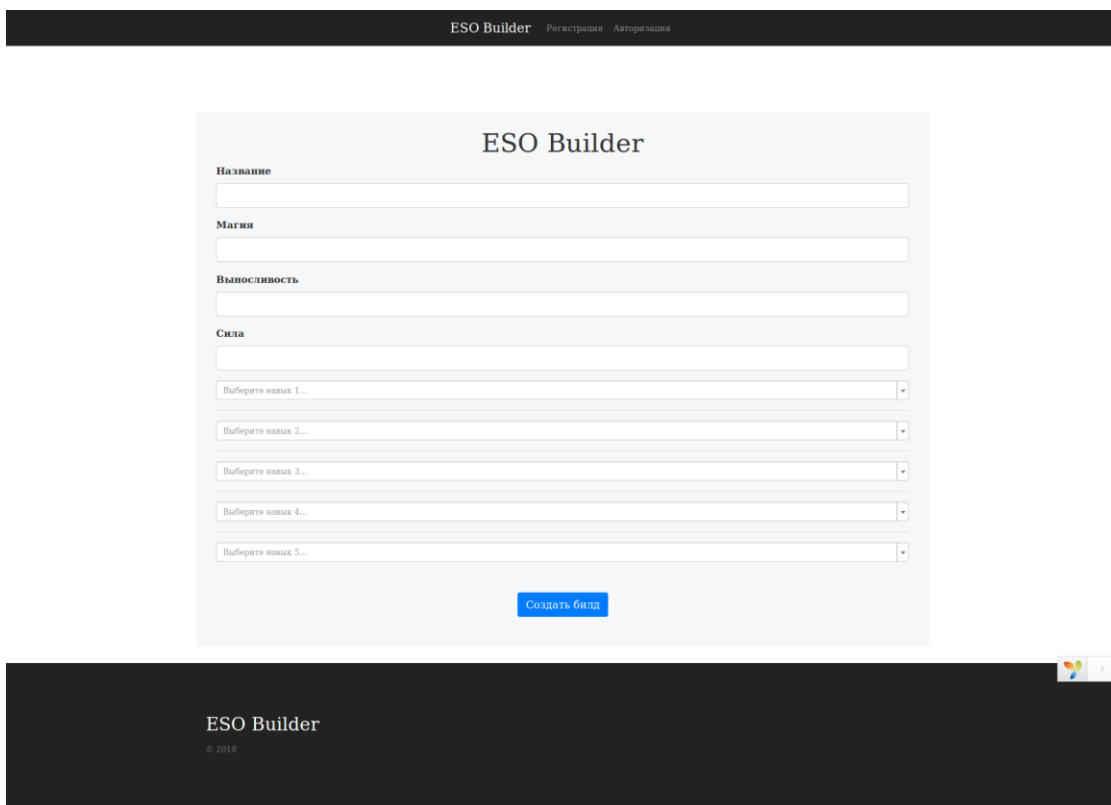 ESO Builder Регистрация Авторизация
ESO Builder
Название
Магия
Выносливость
Сила
Выберите навык 1...
Выберите навык 2...
Выберите навык 3...
Выберите навык 4...
Выберите навык 5...
Создать билд
ESO Builder
© 2018